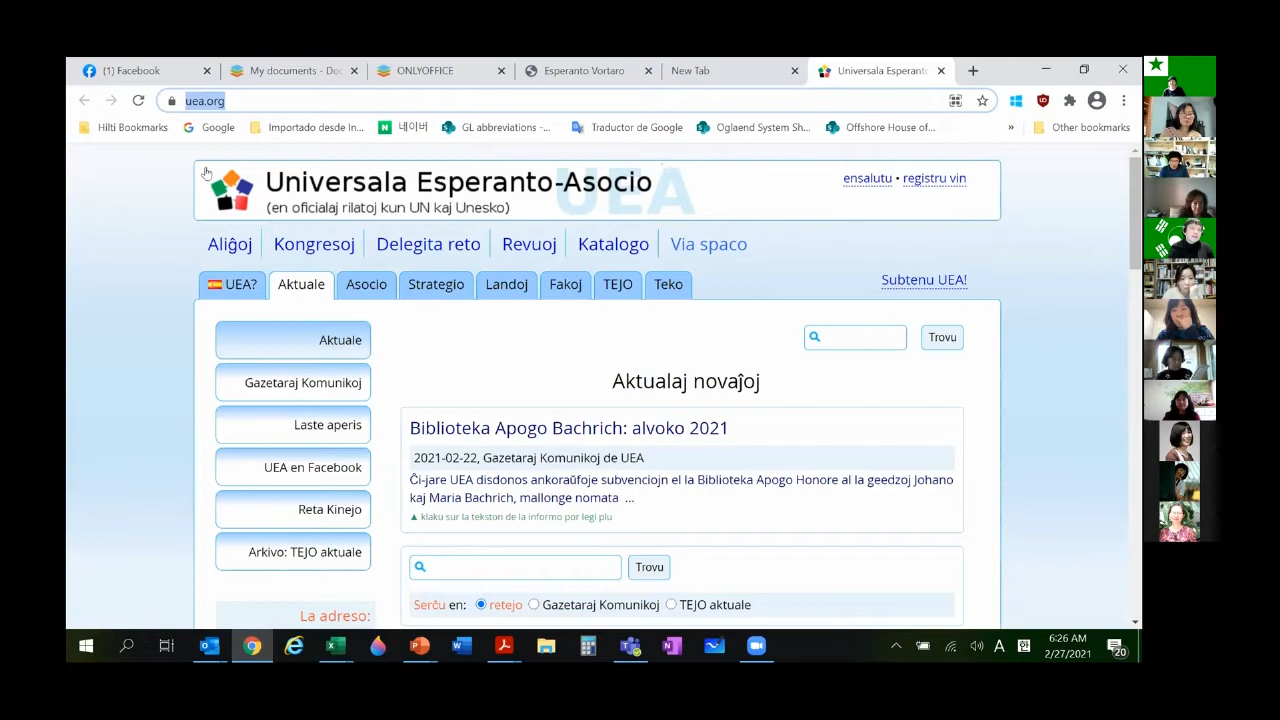 (1) Facebook
My documents - Doc
ONLYOFFICE
Esperanto Vortaro
New Tab
Universala Esperant
uea.org
Hilti Bookmarks
Google
Importado desde In...
네이버
GL abbreviations -...
Traductor de Google
Oglaend System Sh...
Offshore House of...
»
Other bookmarks
UEA
Universala Esperanto-Asocio
(en oficialaj rilatoj kun UN kaj Unesko)
ensalutu • registru vin
Aliĝoj
Kongresoj
Delegita reto
Revuoj
Katalogo
Via spaco
UEA?
Aktuale
Asocio
Strategio
Landoj
Fakoj
TEJO
Teko
Subtenu UEA!
Aktuale
Gazetaraj Komunikoj
Laste aperis
UEA en Facebook
Reta Kinejo
Arkivo: TEJO aktuale
La adreso:
Trovu
Aktualaj novaĵoj
Biblioteka Apogo Bachrich: alvoko 2021
2021-02-22, Gazetaraj Komunikoj de UEA
Ĉi-jare UEA disdonos ankoraŭfoje subvenciojn el la Biblioteka Apogo Honore al la geedzoj Johano
kaj Maria Bachrich, mallonge nomata ...
▲ klaku sur la tekston de la informo por legi plu
Trovu
Serĉu en: retejo Gazetaraj Komunikoj TEJO aktuale
A
한
6:26 AM
2/27/2021
20